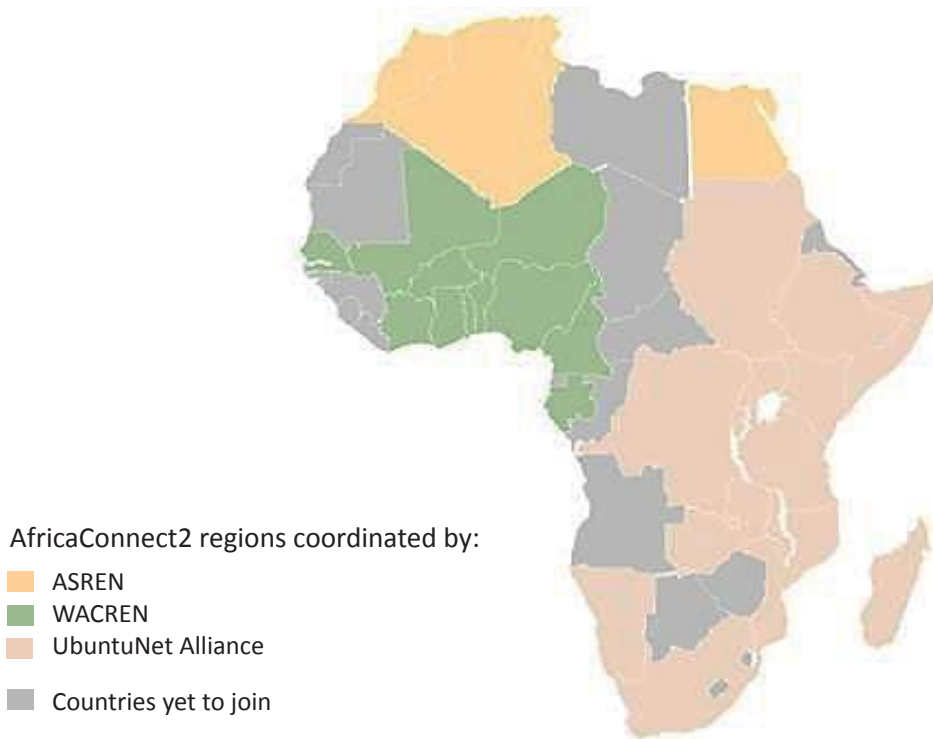 AfricaConnect2 regions coordinated by:
ASREN
WACREN
UbuntuNet Alliance
Countries yet to join